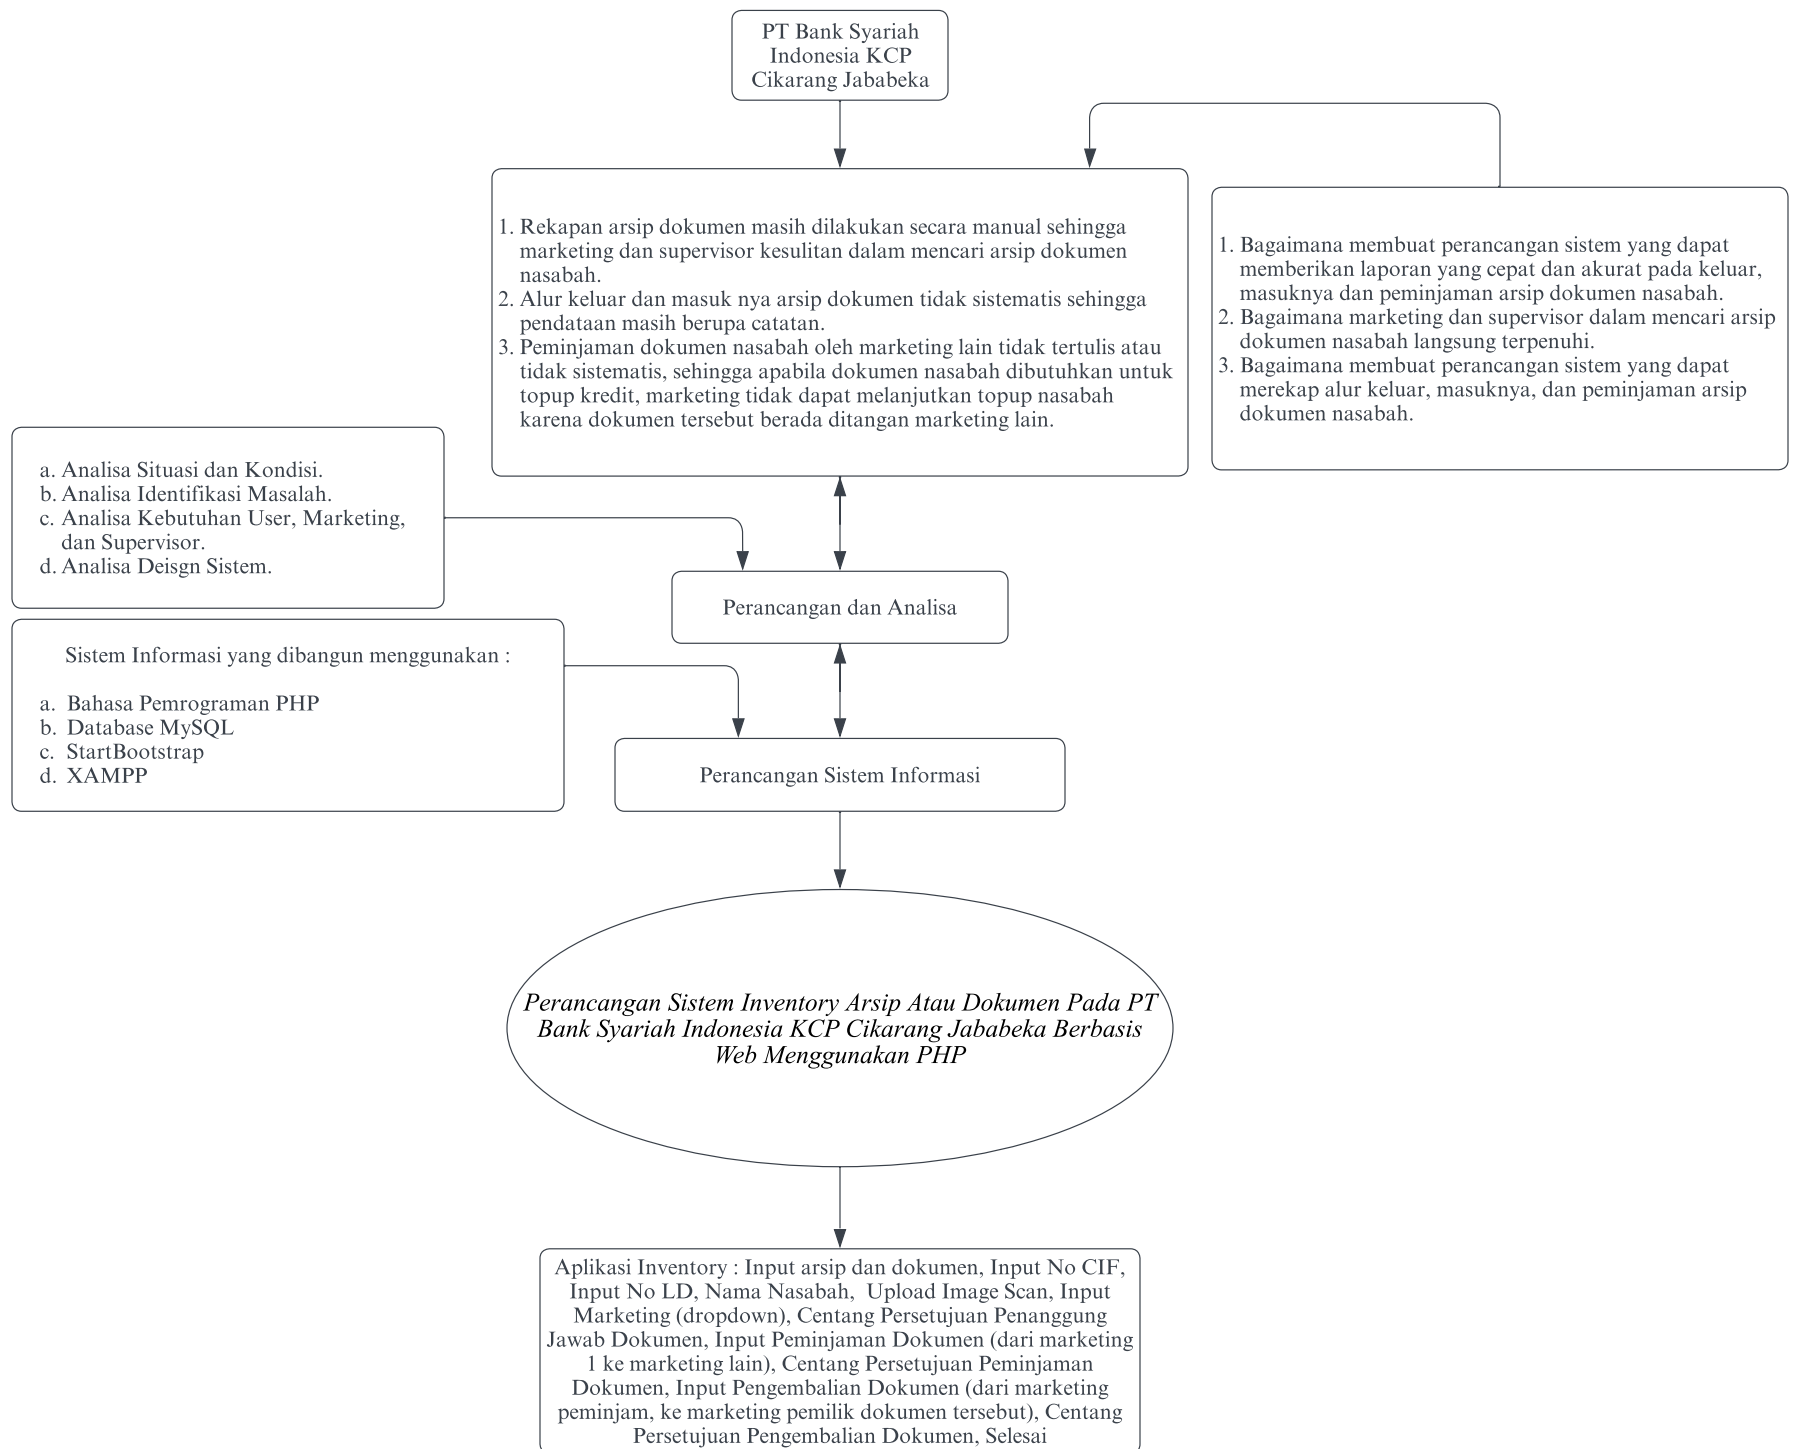 PT Bank Syariah
Indonesia KCP
Cikarang Jababeka
1. Rekapan arsip dokumen masih dilakukan secara manual sehingga
marketing dan supervisor kesulitan dalam mencari arsip dokumen
nasabah.
2. Alur keluar dan masuk nya arsip dokumen tidak sistematis sehingga
pendataan masih berupa catatan.
3. Peminjaman dokumen nasabah oleh marketing lain tidak tertulis atau
tidak sistematis, sehingga apabila dokumen nasabah dibutuhkan untuk
topup kredit, marketing tidak dapat melanjutkan topup nasabah
karena dokumen tersebut berada ditangan marketing lain.
1. Bagaimana membuat perancangan sistem yang dapat
memberikan laporan yang cepat dan akurat pada keluar,
masuknya dan peminjaman arsip dokumen nasabah.
2. Bagaimana marketing dan supervisor dalam mencari arsip
dokumen nasabah langsung terpenuhi.
3. Bagaimana membuat perancangan sistem yang dapat
merekap alur keluar, masuknya, dan peminjaman arsip
dokumen nasabah.
a. Analisa Situasi dan Kondisi.
b. Analisa Identifikasi Masalah.
c. Analisa Kebutuhan User, Marketing,
dan Supervisor.
d. Analisa Deisgn Sistem.
Perancangan dan Analisa
Sistem Informasi yang dibangun menggunakan :
a. Bahasa Pemrograman PHP
b. Database MySQL
c. StartBootstrap
d. XAMPP
Perancangan Sistem Informasi
Perancangan Sistem Inventory Arsip Atau Dokumen Pada PT
Bank Syariah Indonesia KCP Cikarang Jababeka Berbasis
Web Menggunakan PHP
Aplikasi Inventory : Input arsip dan dokumen, Input No CIF,
Input No LD, Nama Nasabah, Upload Image Scan, Input
Marketing (dropdown), Centang Persetujuan Penanggung
Jawab Dokumen, Input Peminjaman Dokumen (dari marketing
1 ke marketing lain), Centang Persetujuan Peminjaman
Dokumen, Input Pengembalian Dokumen (dari marketing
peminjam, ke marketing pemilik dokumen tersebut), Centang
Persetujuan Pengembalian Dokumen, Selesai